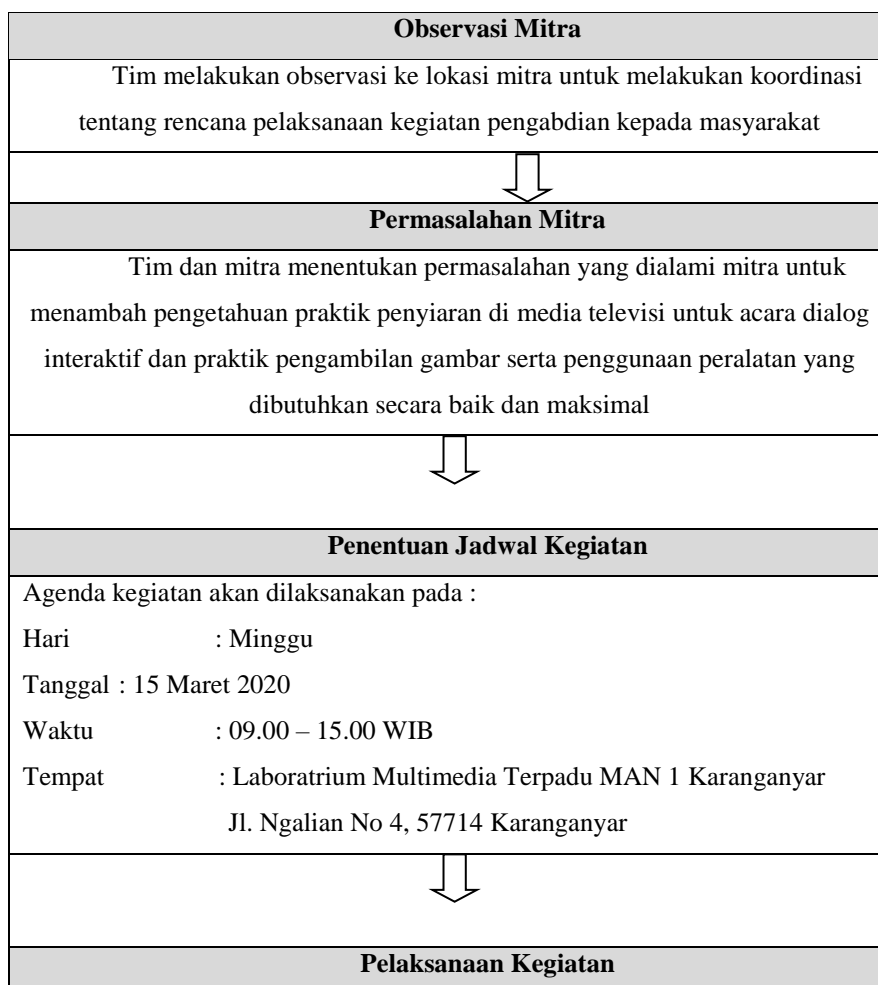 Observasi Mitra
Tim melakukan observasi ke lokasi mitra untuk melakukan koordinasi
tentang rencana pelaksanaan kegiatan pengabdian kepada masyarakat
Permasalahan Mitra
Tim dan mitra menentukan permasalahan yang dialami mitra untuk
menambah pengetahuan praktik penyiaran di media televisi untuk acara dialog
interaktif dan praktik pengambilan gambar serta penggunaan peralatan yang
dibutuhkan secara baik dan maksimal
Penentuan Jadwal Kegiatan
Agenda kegiatan akan dilaksanakan pada :
Hari : Minggu
Tanggal : 15 Maret 2020
Waktu : 09.00 – 15.00 WIB
Tempat : Laboratrium Multimedia Terpadu MAN 1 Karanganyar
Jl. Ngalian No 4, 57714 Karanganyar
Pelaksanaan Kegiatan